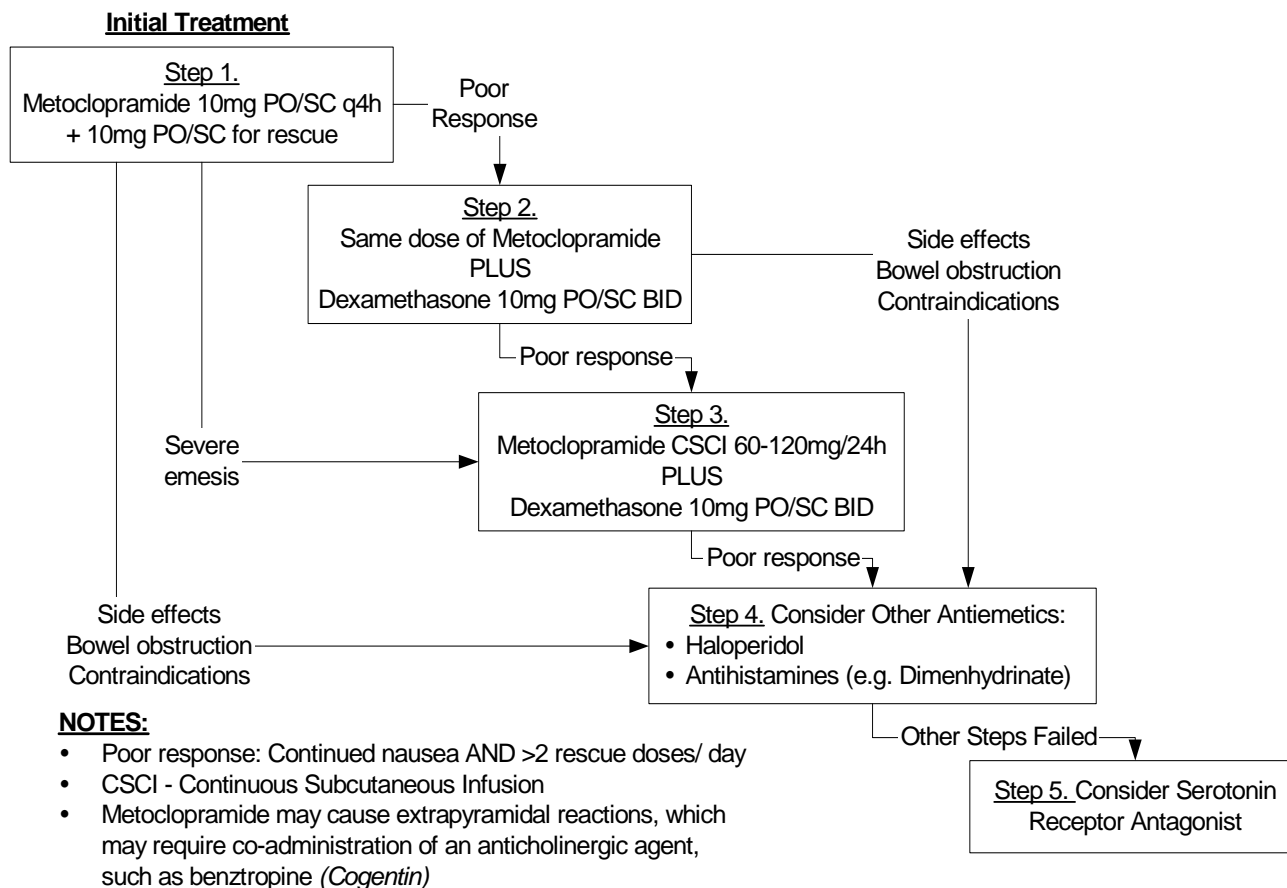 Initial Treatment
Step 1.
Metoclopramide 10mg PO/SC q4h
+ 10mg PO/SC for rescue
Poor
Response
Step 2.
Same dose of Metoclopramide
PLUS
Dexamethasone 10mg PO/SC BID
Side effects
Bowel obstruction
Contraindications
Poor response
Step 3.
Metoclopramide CSCI 60-120mg/24h
PLUS
Dexamethasone 10mg PO/SC BID
Severe
emesis
Poor response
Side effects
Bowel obstruction
Contraindications
Step 4. Consider Other Antiemetics:
• Haloperidol
• Antihistamines (e.g. Dimenhydrinate)
Other Steps Failed
Step 5. Consider Serotonin
Receptor Antagonist
NOTES:
• Poor response: Continued nausea AND >2 rescue doses/ day
• CSCI - Continuous Subcutaneous Infusion
• Metoclopramide may cause extrapyramidal reactions, which
may require co-administration of an anticholinergic agent,
such as benztropine (Cogentin)